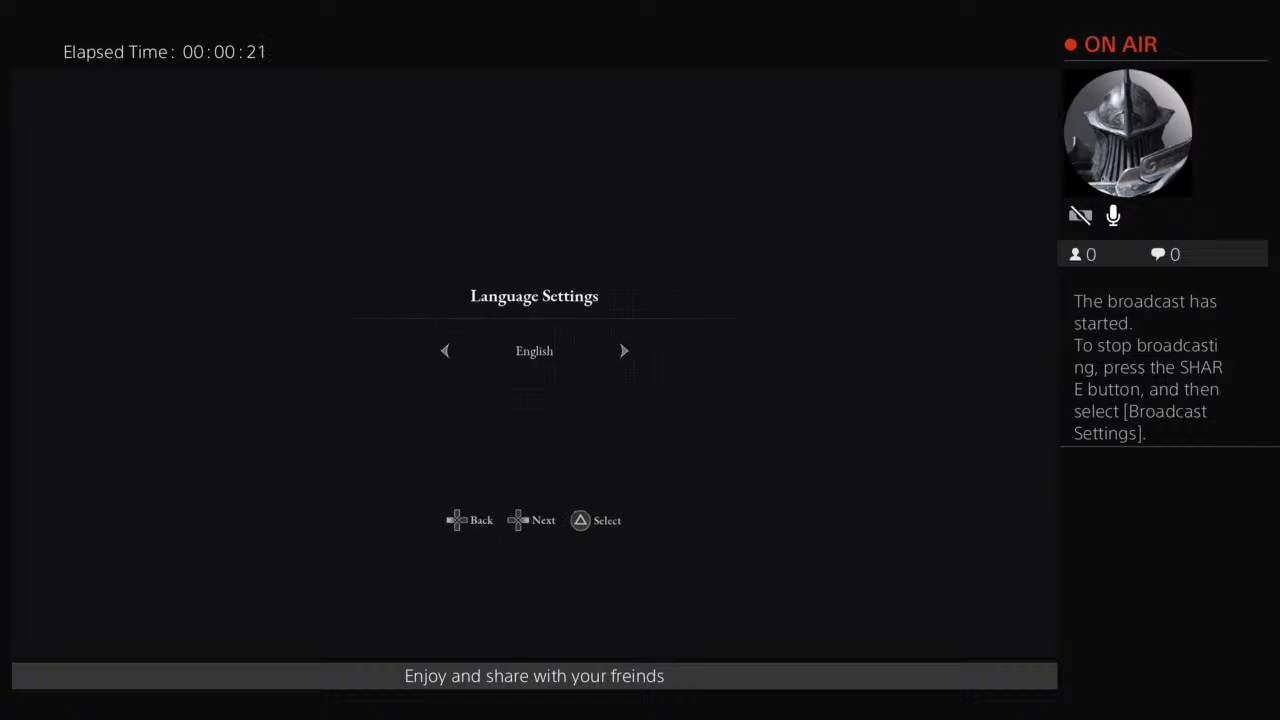 Elapsed Time: 00:00:21
ON AIR
0
0
The broadcast has
started.
To stop broadcasti
ng, press the SHAR
E button, and then
select [Broadcast
Settings].
Language Settings
English
Back Next Select
Enjoy and share with your freinds